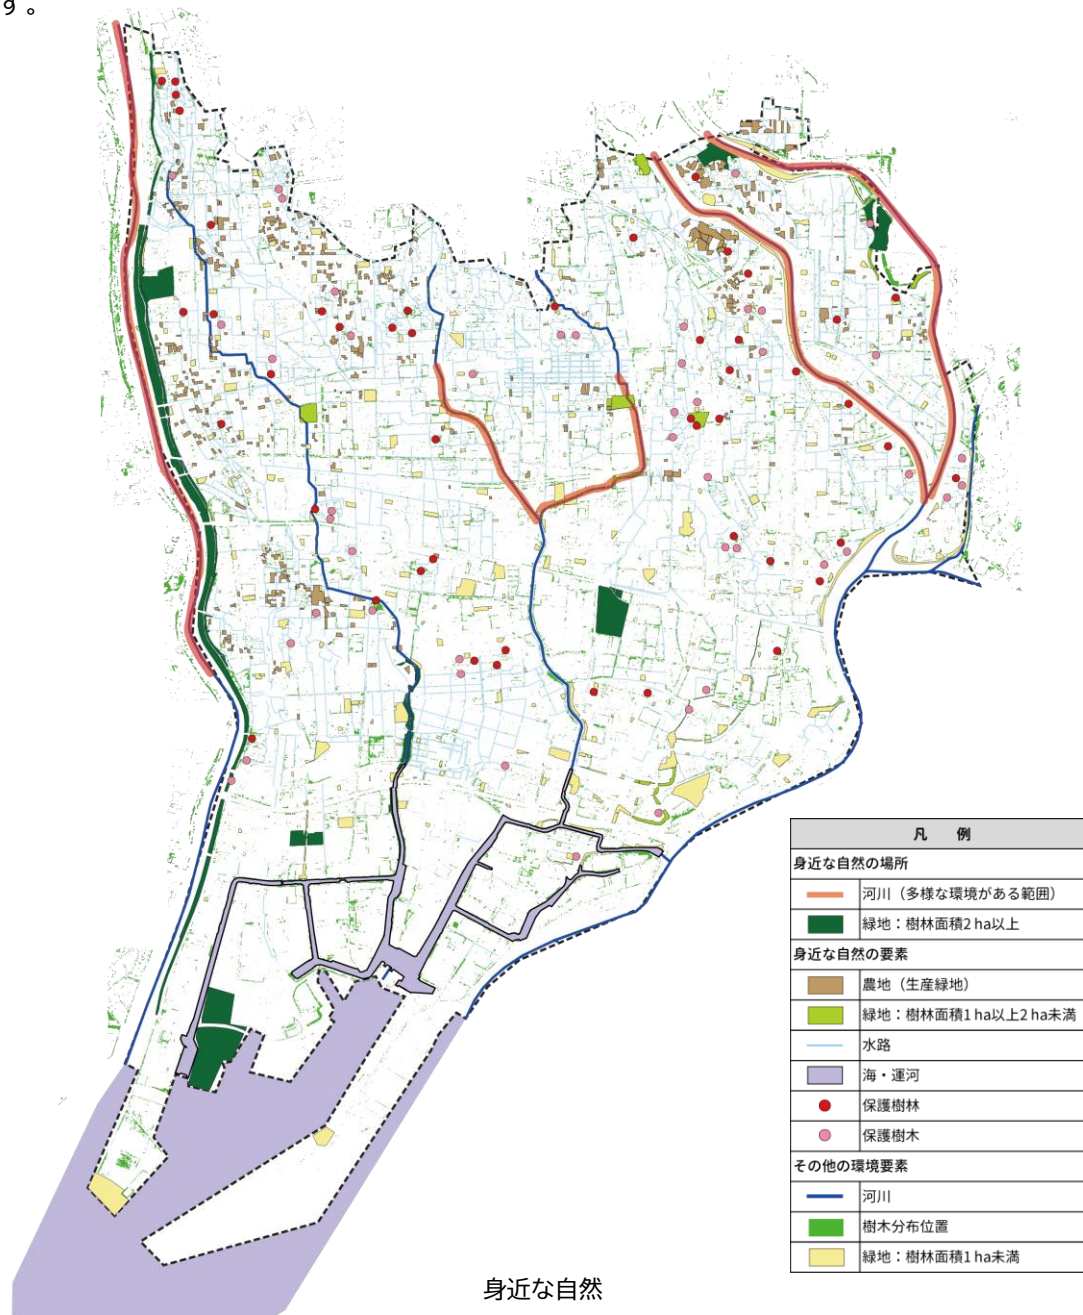 す。
凡 例
身近な自然の場所
河川（多様な環境がある範囲）
緑地：樹林面積2 ha以上
身近な自然の要素
農地（生産緑地）
緑地：樹林面積1 ha以上2 ha未満
水路
海・運河
保護樹林
保護樹木
その他の環境要素
河川
樹木分布位置
緑地：樹林面積1 ha未満
身近な自然